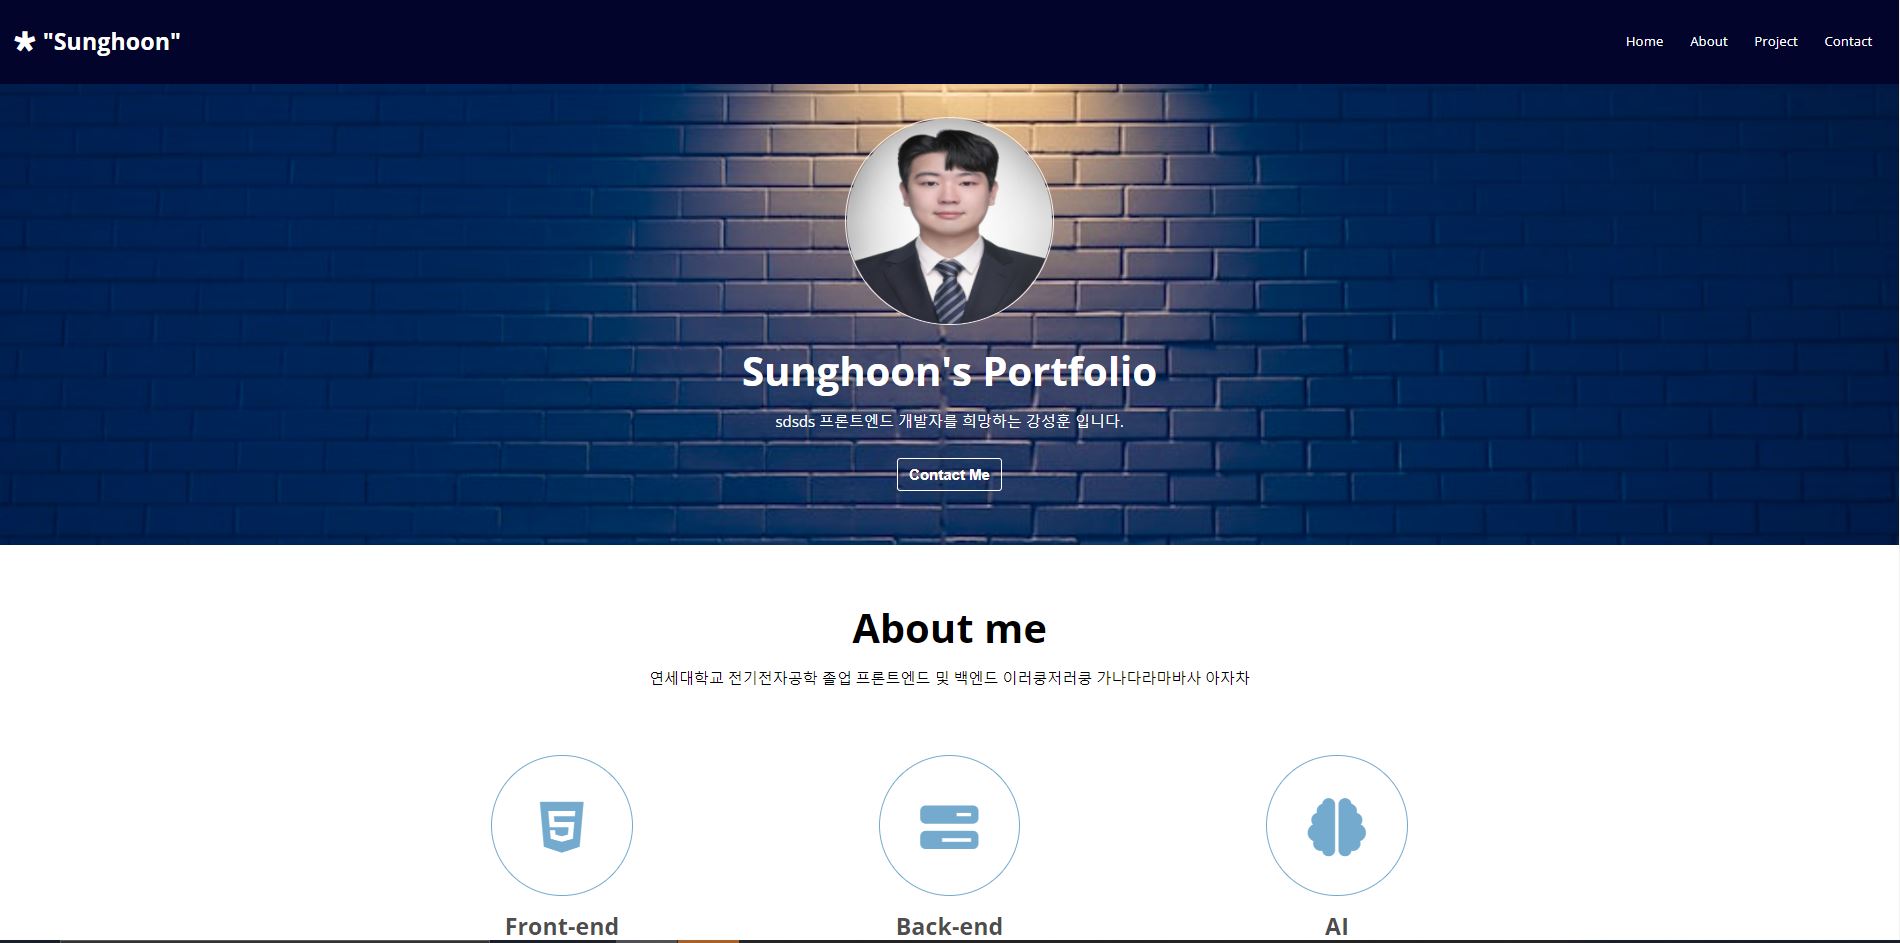 * "Sunghoon"
Home About Project Contact
Sunghoon's Portfolio
sdsds 프론트엔드 개발자를 희망하는 강성훈 입니다.
Contact Me
About me
연세대학교 전기전자공학 졸업 프론트엔드 및 백엔드 이러쿵저러쿵 가나다라마바사 아자차
Front-end
Back-end
AI